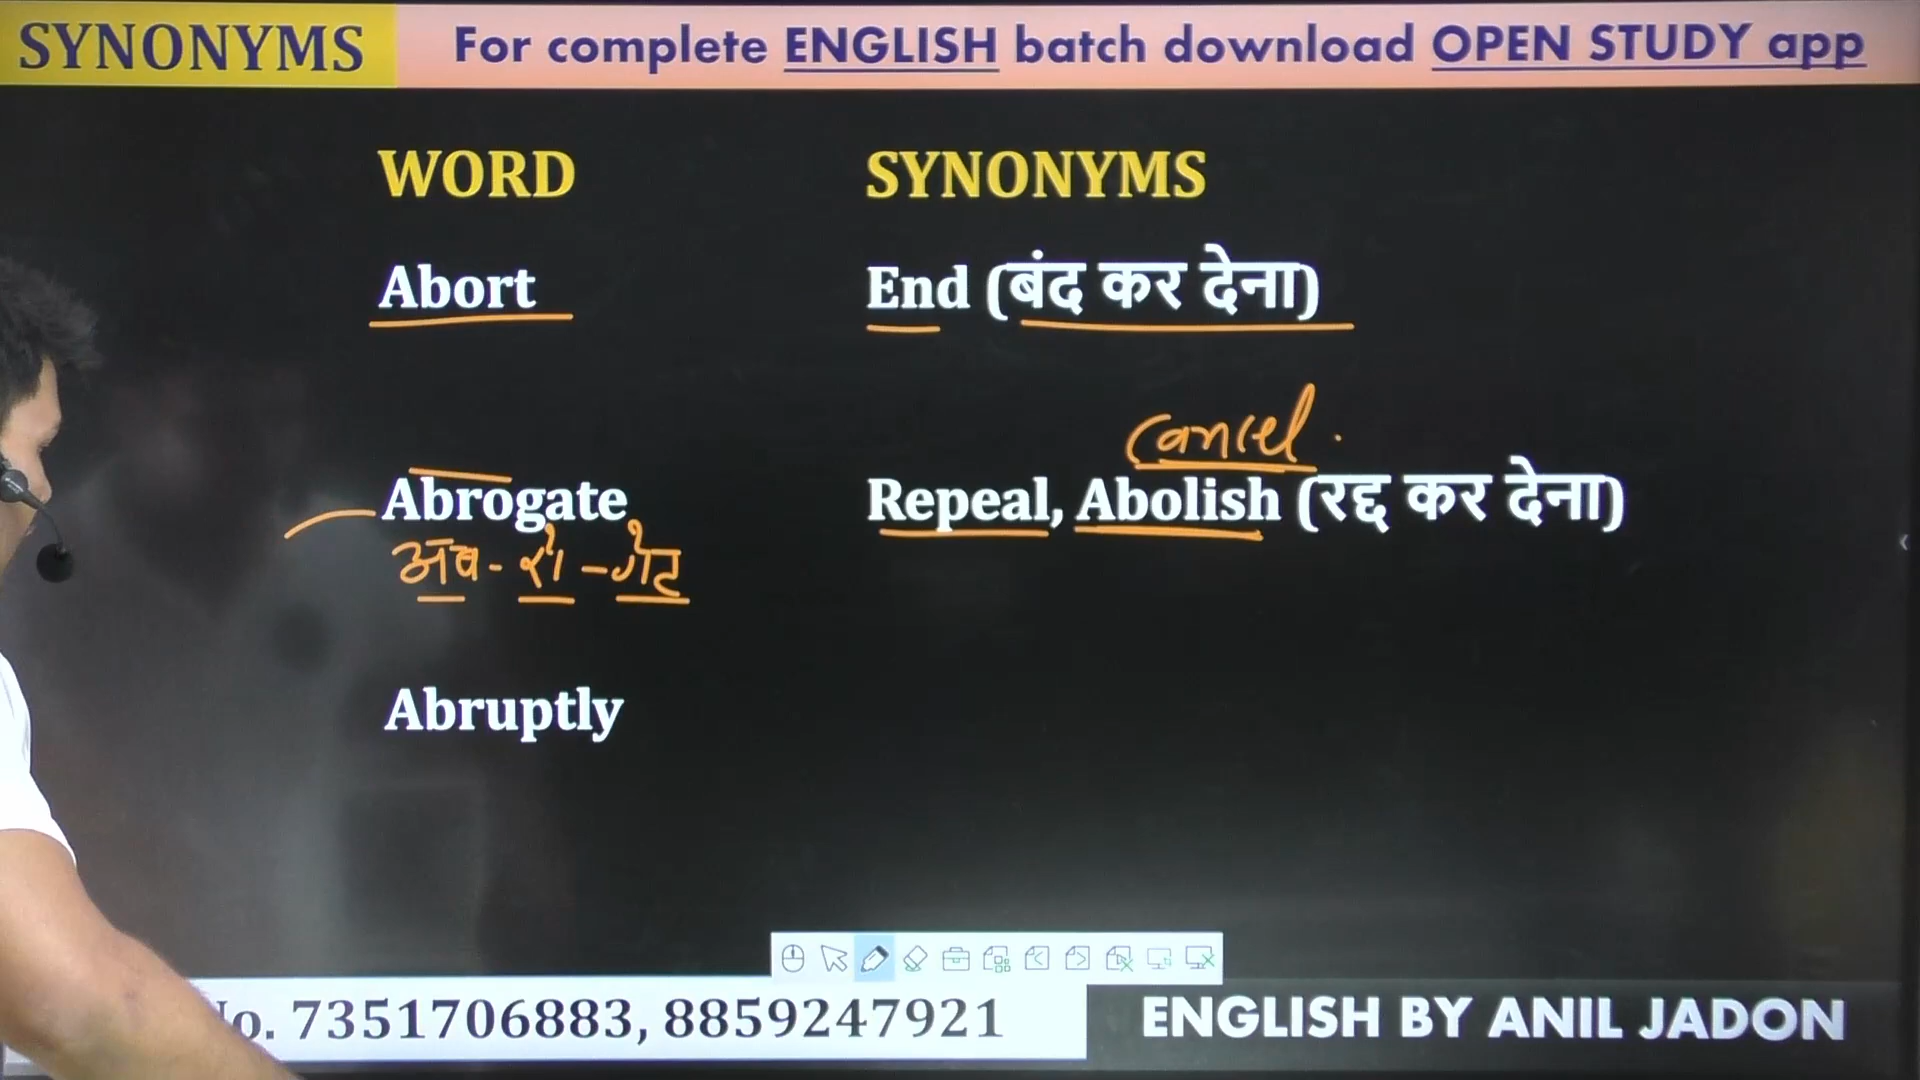 SYNONYMS For complete ENGLISH batch download OPEN STUDY app
WORD SYNONYMS
Abort End (बंद कर देना)
Cancel.
Abrogate Repeal, Abolish (रद्द कर देना)
अब-रो-गेट
Abruptly
No. 7351706883, 8859247921 ENGLISH BY ANIL JADON